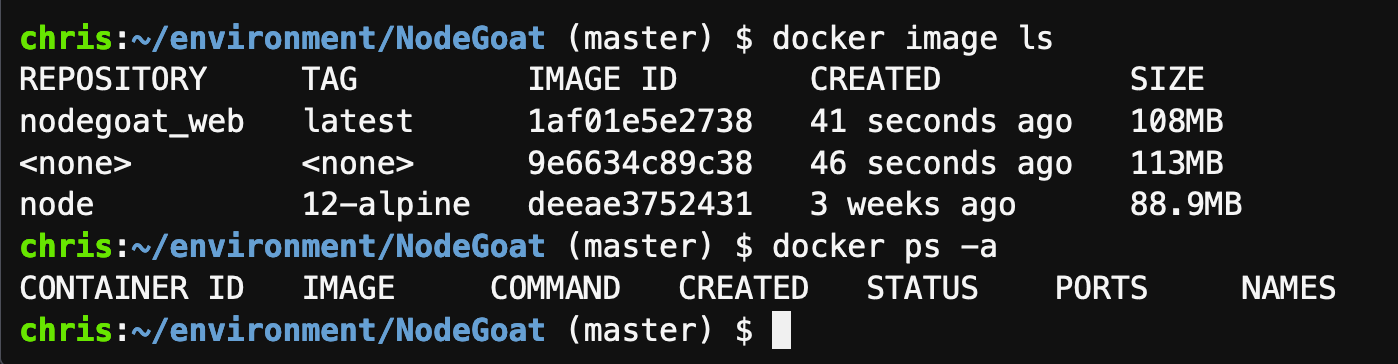 chris:~/environment/NodeGoat (master) $ docker image ls
REPOSITORY TAG IMAGE ID CREATED SIZE
nodegoat_web latest 1af01e5e2738 41 seconds ago 108MB
<none> <none> 9e6634c89c38 46 seconds ago 113MB
node 12-alpine deeae3752431 3 weeks ago 88.9MB
chris:~/environment/NodeGoat (master) $ docker ps -a
CONTAINER ID IMAGE COMMAND CREATED STATUS PORTS NAMES
chris:~/environment/NodeGoat (master) $